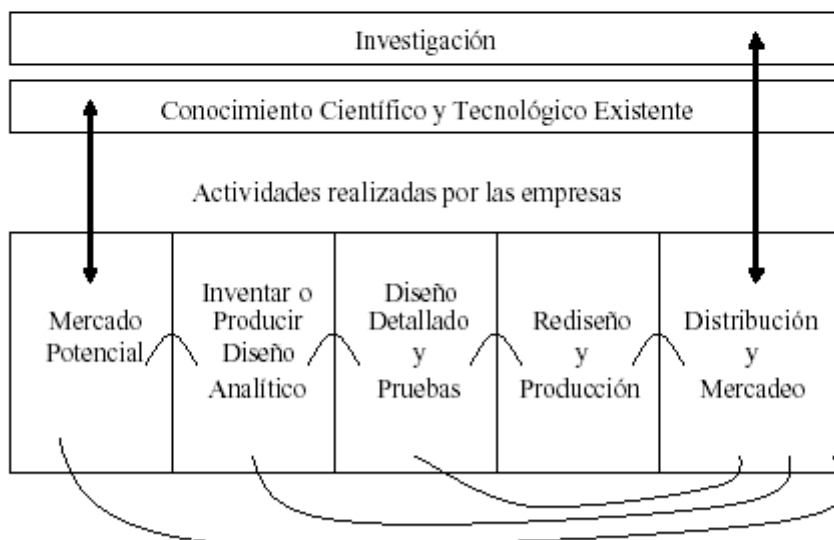 Investigación
Conocimiento Científico y Tecnológico Existente
Actividades realizadas por las empresas
Mercado
Potencial
Inventar o
Producir
Diseño
Analítico
Diseño
Detallado
y
Pruebas
Rediseño
y
Producción
Distribución
y
Mercadeo